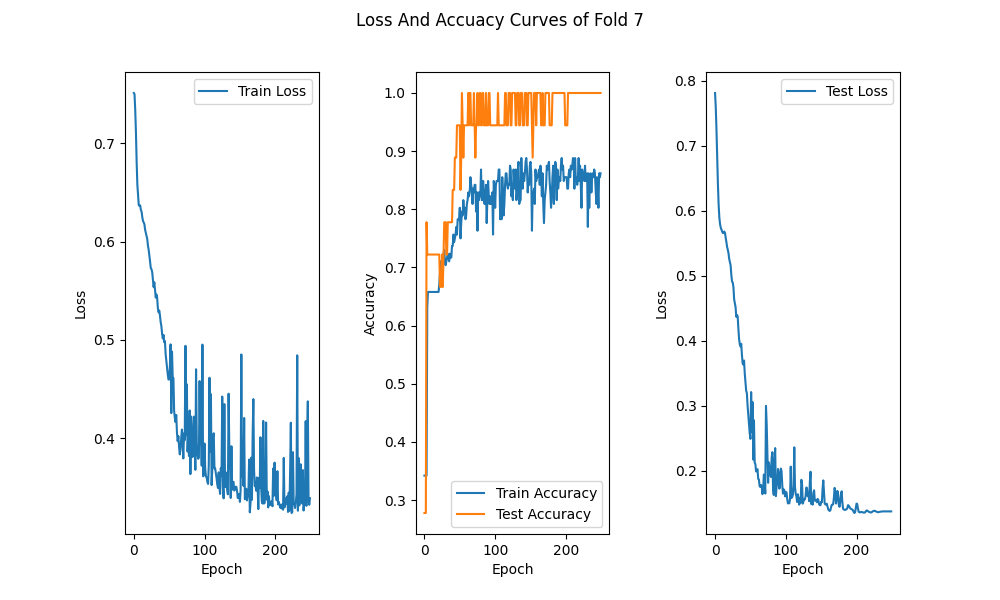 Loss And Accuacy Curves of Fold 7
Train Loss
0.7
0.6
0.5
0.4
Loss
0
100
200
Epoch
1.0
0.9
0.8
0.7
0.6
0.5
0.4
0.3
Accuracy
Train Accuracy
Test Accuracy
0
100
200
Epoch
Test Loss
0.8
0.7
0.6
0.5
0.4
0.3
0.2
Loss
0
100
200
Epoch